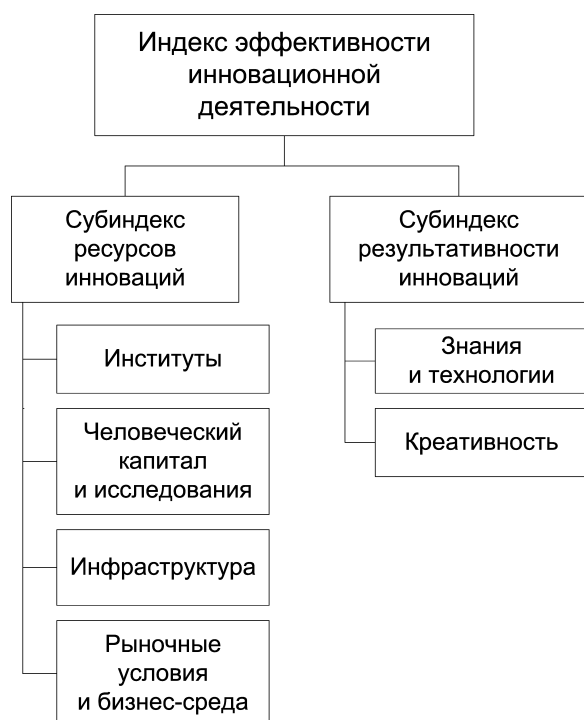 Индекс эффективности
инновационной
деятельности
Субиндекс
ресурсов
инноваций
Субиндекс
результативности
инноваций
Институты
Человеческий
капитал
и исследования
Инфраструктура
Рыночные
условия
и бизнес-среда
Знания
и технологии
Креативность